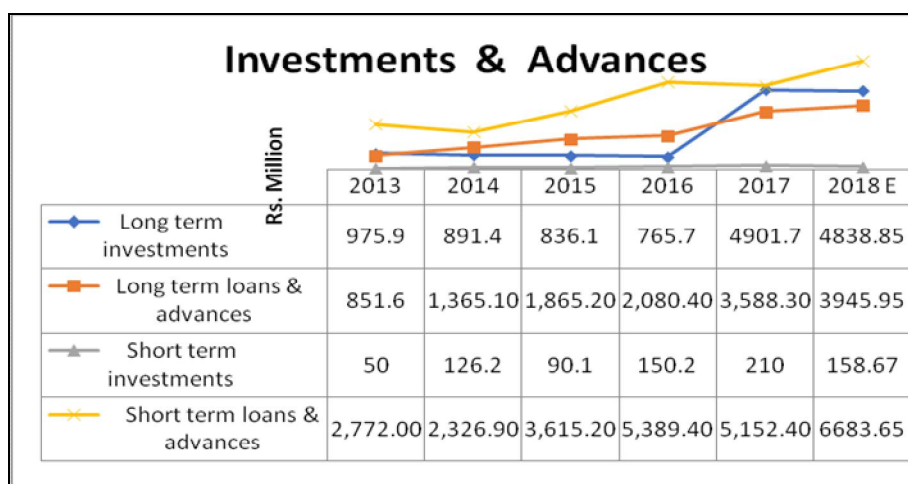 Investments & Advances
Rs. Million
2013 2014 2015 2016 2017 2018 E
Long term
investments
975.9 891.4 836.1 765.7 4901.7 4838.85
Long term loans &
advances
851.6 1,365.10 1,865.20 2,080.40 3,588.30 3945.95
Short term
investments
50 126.2 90.1 150.2 210 158.67
Short term loans &
advances
2,772.00 2,326.90 3,615.20 5,389.40 5,152.40 6683.65